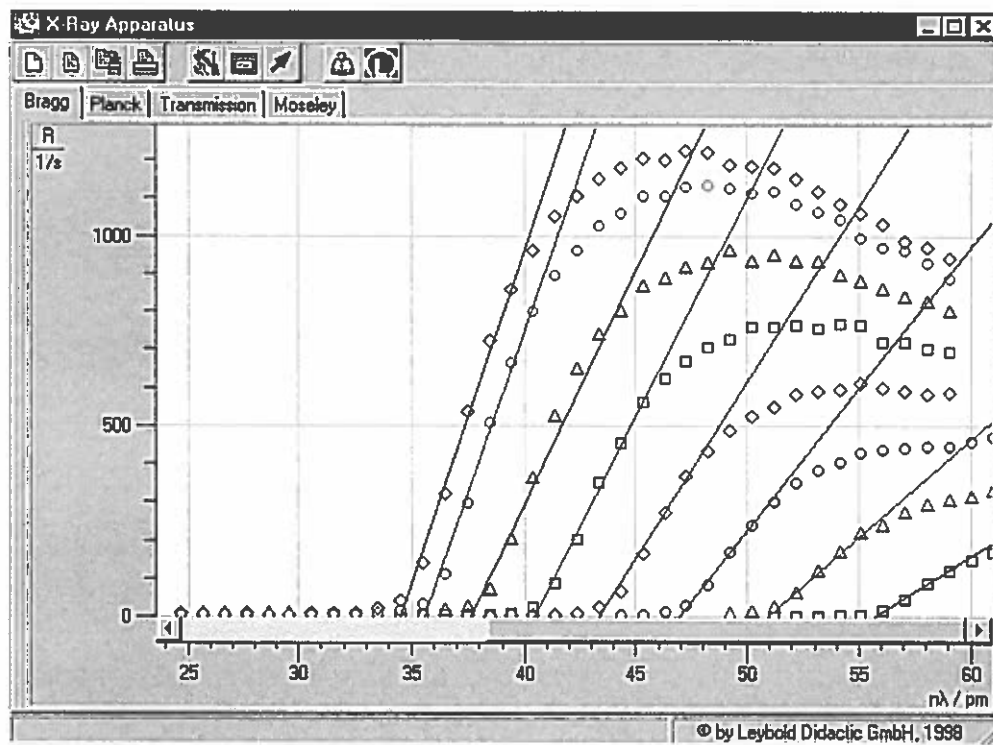 X-Ray Apparatus
Bragg Planck Transmission Moseley
R
1/s
1000
500
0
25 30 35 40 45 50 55 60
nλ / pm
© by Leybold Didactic GmbH, 1998